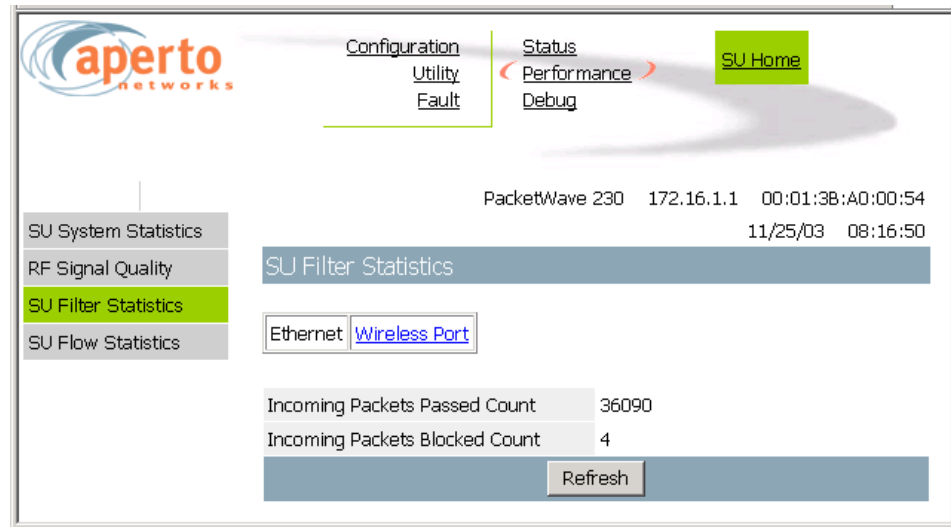 aperto
networks
Configuration
Utility
Fault
Status
Performance
Debug
SU Home
PacketWave 230 172.16.1.1 00:01:3B:A0:00:54
11/25/03 08:16:50
SU System Statistics
RF Signal Quality
SU Filter Statistics
SU Flow Statistics
SU Filter Statistics
Ethernet Wireless Port
Incoming Packets Passed Count 36090
Incoming Packets Blocked Count 4
Refresh